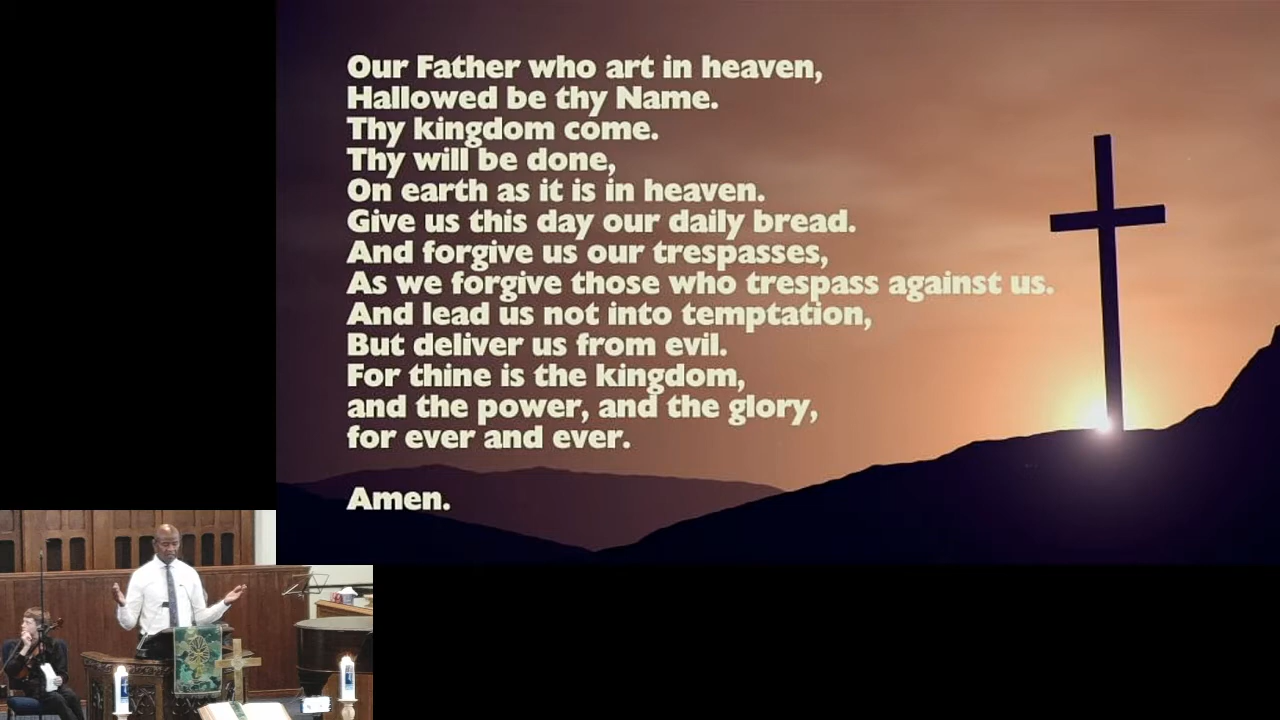 Our Father who art in heaven,
Hallowed be thy Name.
Thy kingdom come.
Thy will be done,
On earth as it is in heaven.
Give us this day our daily bread.
And forgive us our trespasses,
As we forgive those who trespass against us.
And lead us not into temptation,
But deliver us from evil.
For thine is the kingdom,
and the power, and the glory,
for ever and ever.
Amen.